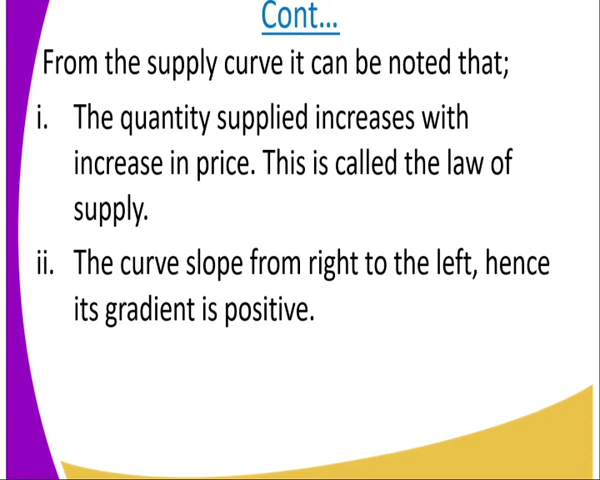 Cont...
From the supply curve it can be noted that;
i. The quantity supplied increases with
increase in price. This is called the law of
supply.
ii. The curve slope from right to the left, hence
its gradient is positive.